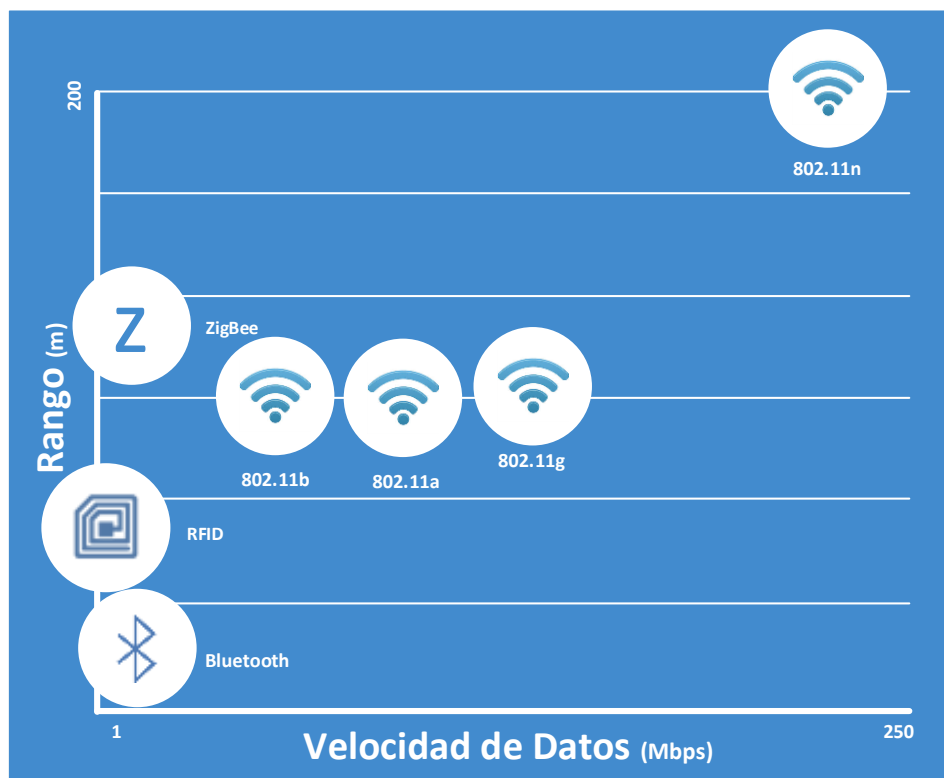 200
802.11n
Rango (m)
Z
ZigBee
802.11b
802.11a
802.11g
RFID
Bluetooth
1
250
Velocidad de Datos (Mbps)